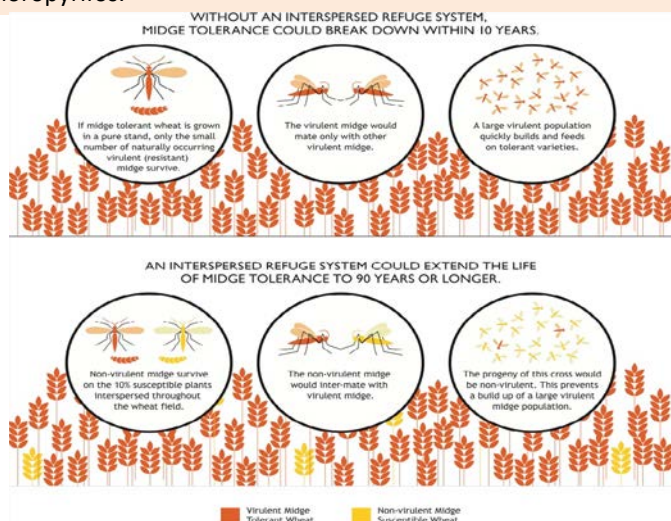 WITHOUT AN INTERSPERSED REFUGE SYSTEM,
MIDGE TOLERANCE COULD BREAK DOWN WITHIN 10 YEARS.
If midge tolerant wheat is grown
in a pure stand, only the small
number of naturally occurring
virulent (resistant)
midge survive.
The virulent midge would
mate only with other
virulent midge.
A large virulent population
quickly builds and feeds
on tolerant varieties.
AN INTERSPERSED REFUGE SYSTEM COULD EXTEND THE LIFE
OF MIDGE TOLERANCE TO 90 YEARS OR LONGER.
Non-virulent midge survive
on the 10% susceptible plants
interspersed throughout
the wheat field.
The non-virulent midge
would inter-mate with
virulent midge.
The progeny of this cross would
be non-virulent. This prevents
a build up of a large virulent
midge population.
Virulent Midge
Tolerant Wheat
Non-virulent Midge
Susceptible Wheat